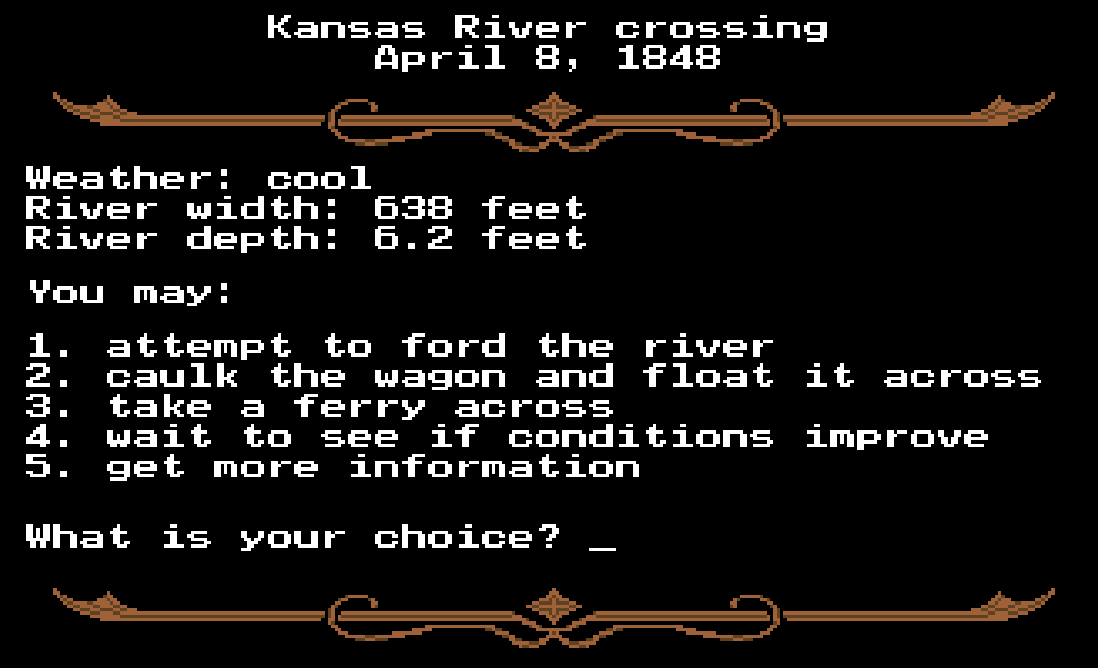 Kansas River crossing
April 8, 1848
Weather: cool
River width: 638 feet
River depth: 6.2 feet
You may:
1. attempt to ford the river
2. caulk the wagon and float it across
3. take a ferry across
4. wait to see if conditions improve
5. get more information
What is your choice? _